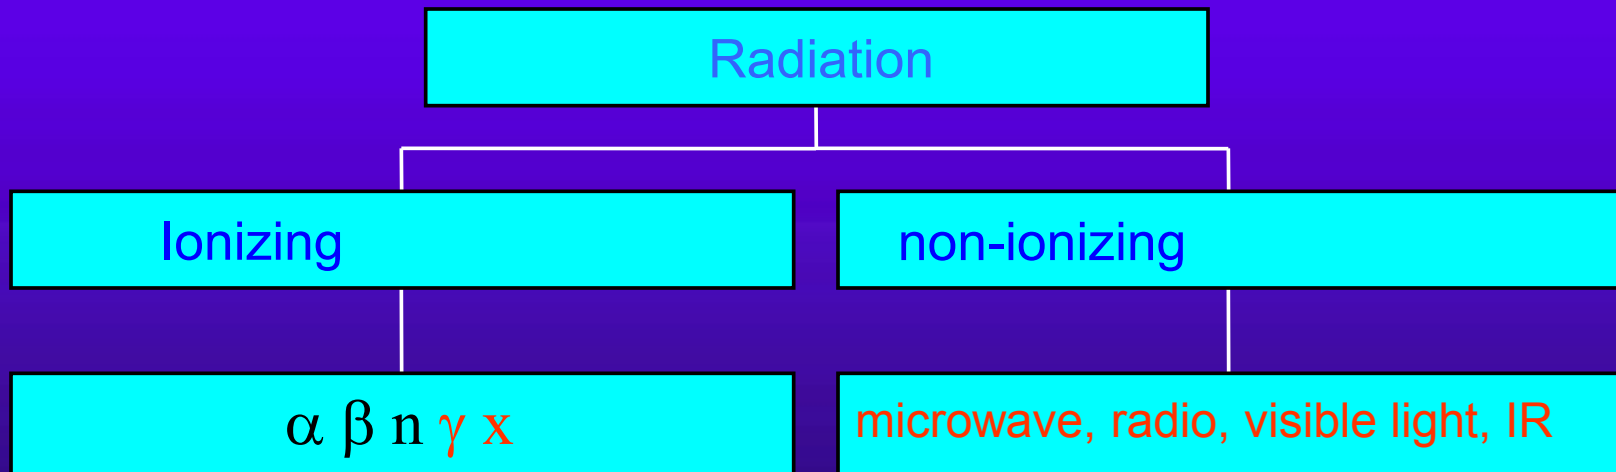 Radiation
Ionizing
non-ionizing
α β n γ x
microwave, radio, visible light, IR